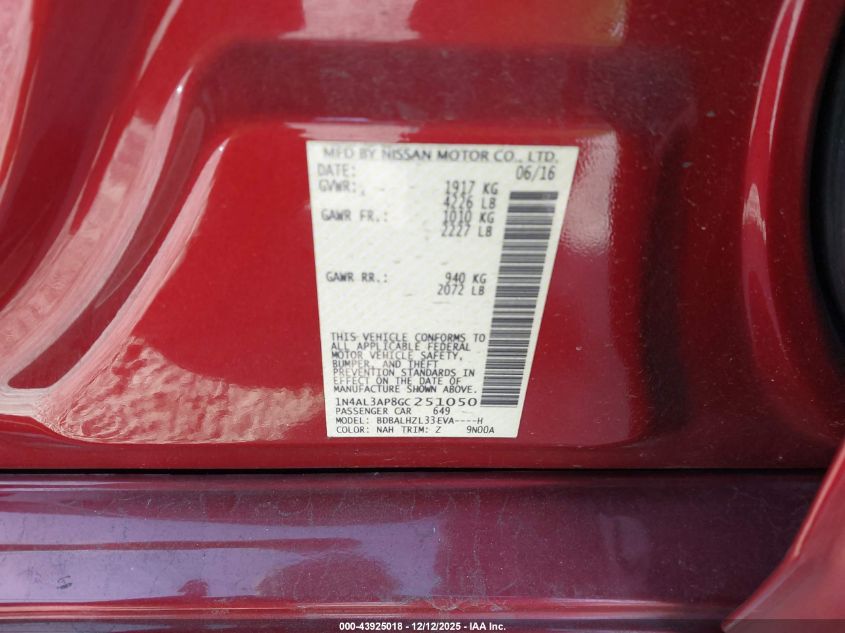 MFD BY NISSAN MOTOR CO., LTD.
DATE: 06/16
GVWR: 1917 KG
4226 LB
GAWR FR.: 1010 KG
2227 LB
GAWR RR.: 940 KG
2072 LB
THIS VEHICLE CONFORMS TO
ALL APPLICABLE FEDERAL
MOTOR VEHICLE SAFETY,
BUMPER, AND THEFT
PREVENTION STANDARDS IN
EFFECT ON THE DATE OF
MANUFACTURE SHOWN ABOVE.
1N4AL3AP8GC251050
PASSENGER CAR 649
MODEL: BDBALHZL33EVA----H
COLOR: NAH TRIM: Z 9N00A
000-43925018 - 12/12/2025 - IAA Inc.